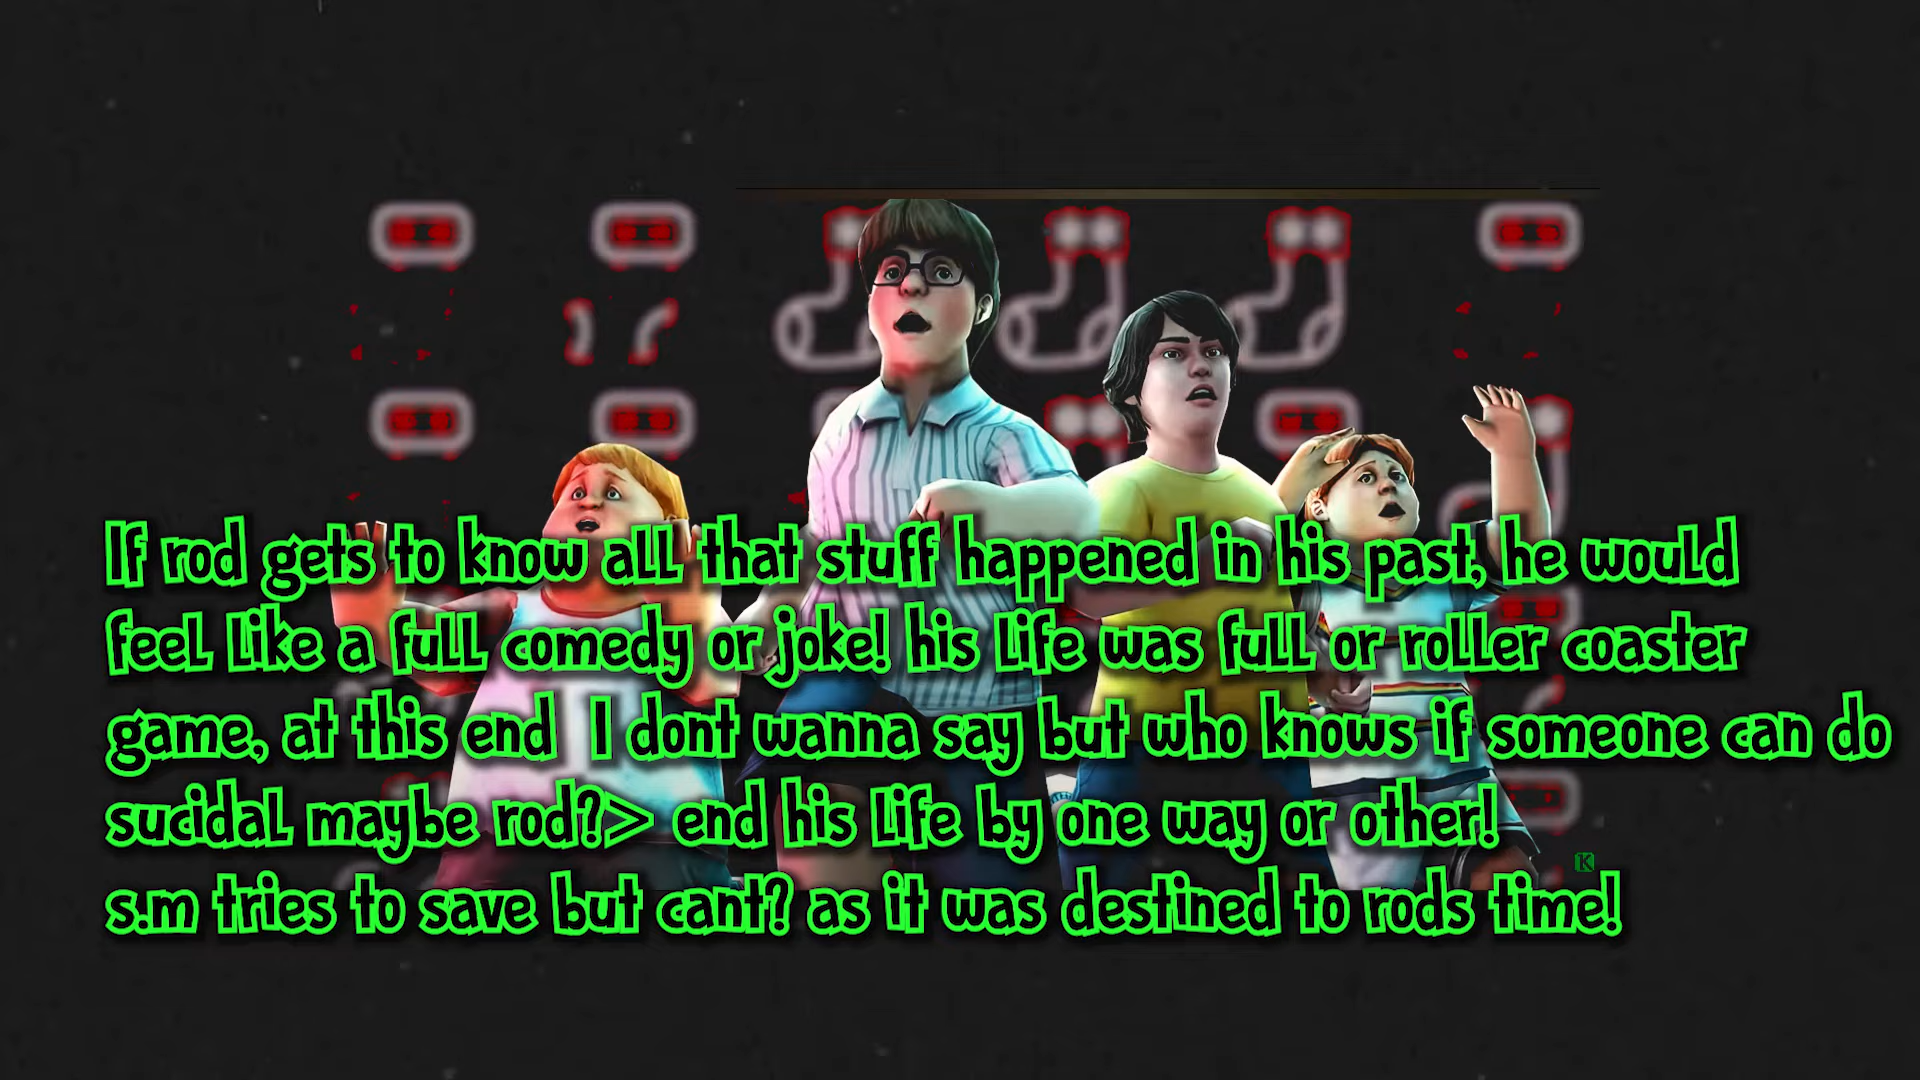 If rod gets to know all that stuff happened in his past, he would
feel like a full comedy or joke! his life was full or roller coaster
game, at this end I dont wanna say but who knows if someone can do
sucidal maybe rod?> end his life by one way or other!
K
s.m tries to save but cant? as it was destined to rods time!